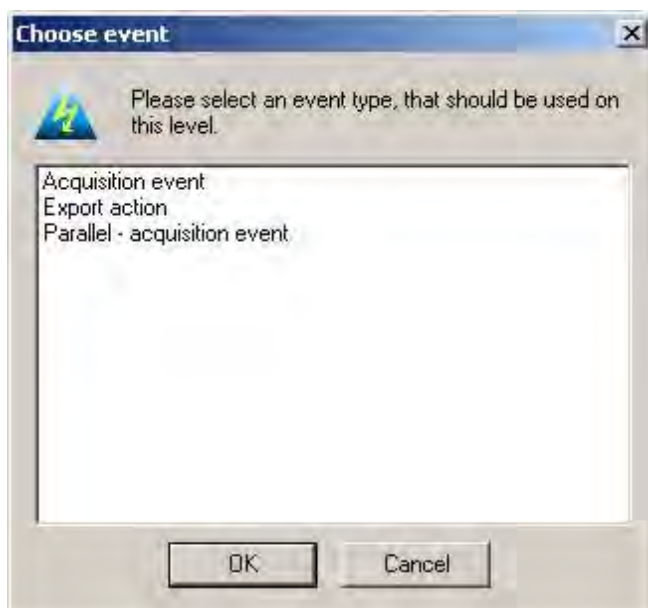 Choose event
Please select an event type, that should be used on
this level.
Acquisition event
Export action
Parallel - acquisition event
OK
Cancel